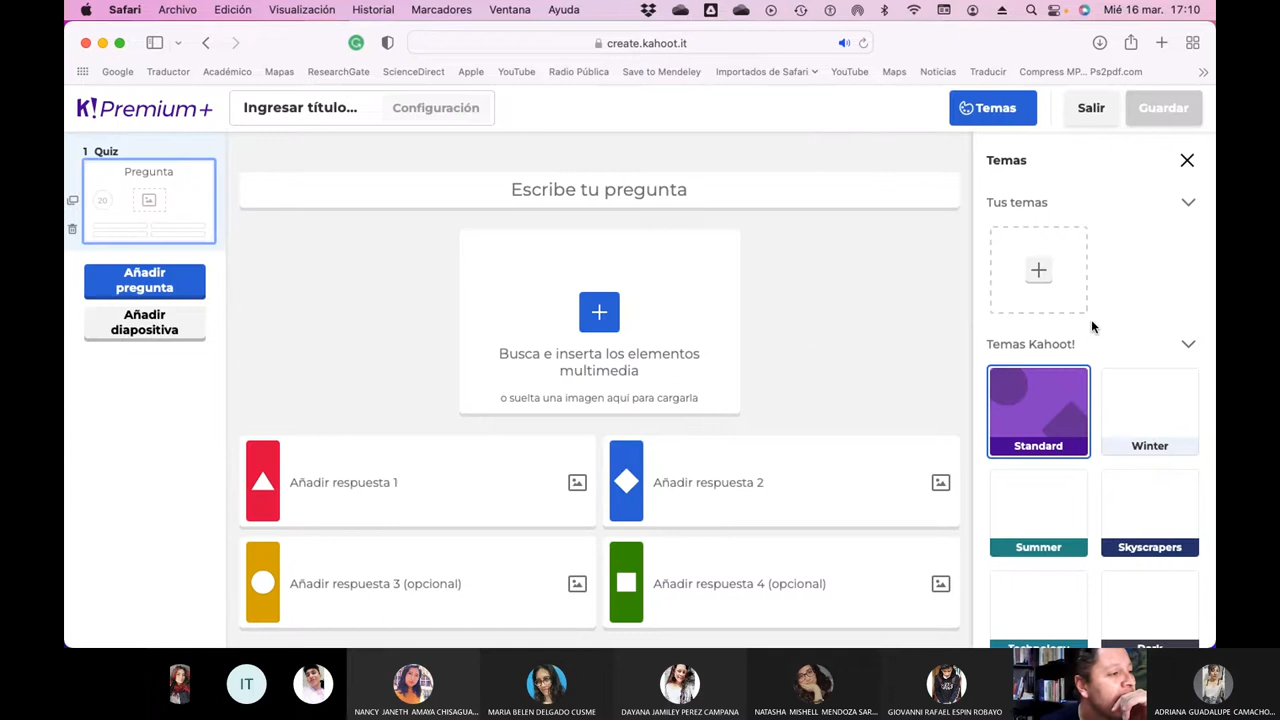 Safari Archivo Edición Visualización Historial Marcadores Ventana Ayuda Mié 16 mar. 17:10
create.kahoot.it
Google Traductor Académico Mapas ResearchGate ScienceDirect Apple YouTube Radio Pública Save to Mendeley Importados de Safari YouTube Maps Noticias Traducir Compress MP... Ps2pdf.com
K! Premium+ Ingresar título... Configuración Temas Salir Guardar
1 Quiz
Pregunta
20
Añadir
pregunta
Añadir
diapositiva
Escribe tu pregunta
Busca e inserta los elementos
multimedia
o suelta una imagen aquí para cargarla
Añadir respuesta 1
Añadir respuesta 2
Añadir respuesta 3 (opcional)
Añadir respuesta 4 (opcional)
Temas
Tus temas
Temas Kahoot!
Standard Winter
Summer Skyscrapers
Technology Dark
IT
NANCY JANETH AMAYA CHISAGUA... MARIA BELEN DELGADO CUSME DAYANA JAMILEY PEREZ CAMPANA NATASHA MISHELL MENDOZA SAR... GIOVANNI RAFAEL ESPIN ROBAYO ADRIANA GUADALUPE CAMACHO...